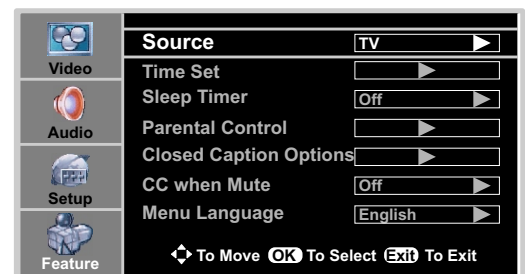 Video
Audio
Setup
Feature
Source TV
Time Set
Sleep Timer Off
Parental Control
Closed Caption Options
CC when Mute Off
Menu Language English
To Move OK To Select Exit To Exit